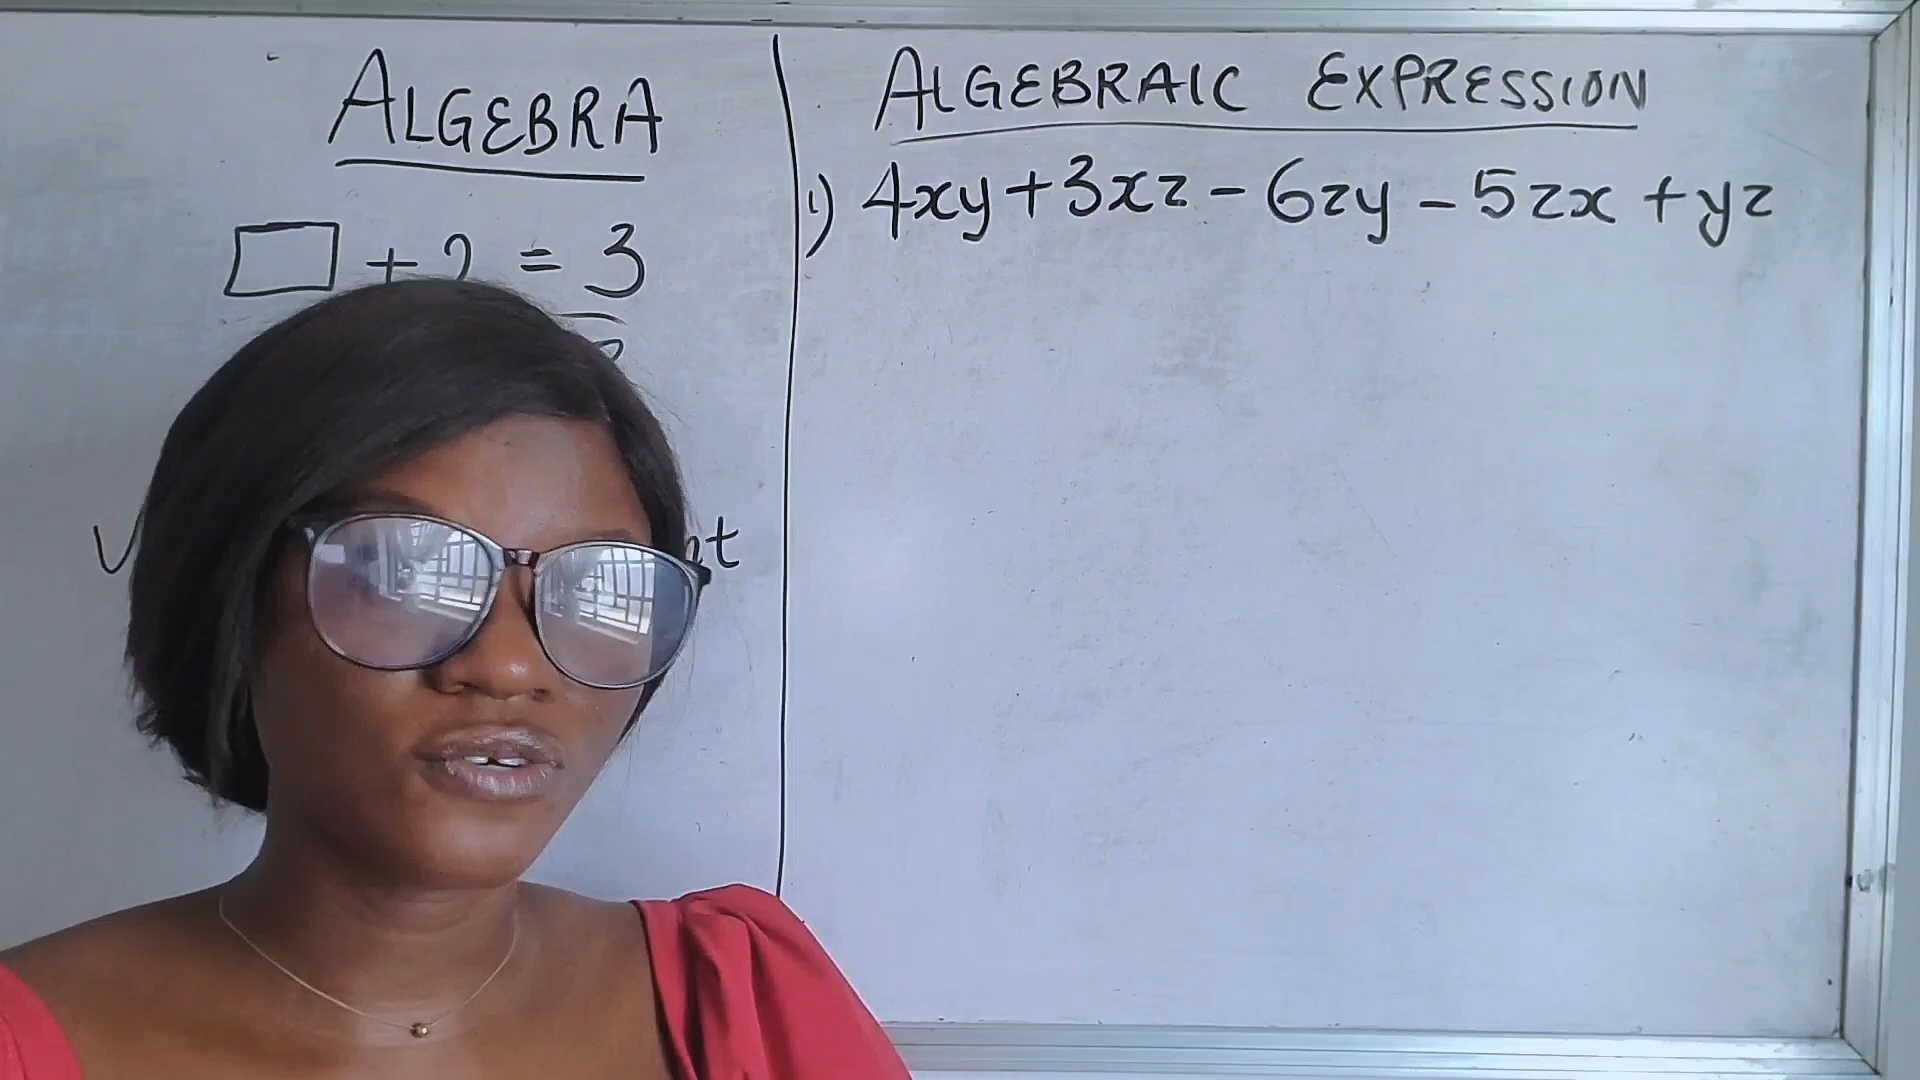 ALGEBRA
+ 2 = 3
ALGEBRAIC EXPRESSION
1) 4xy + 3xz - 6zy - 5zx + yz